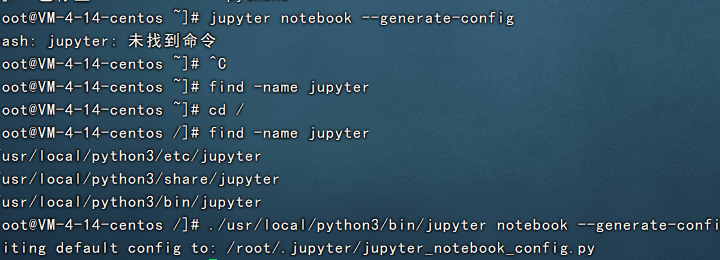 oot@VM-4-14-centos ~]# jupyter notebook --generate-config
ash: jupyter: 未找到命令
oot@VM-4-14-centos ~]# ^C
oot@VM-4-14-centos ~]# find -name jupyter
oot@VM-4-14-centos ~]# cd /
oot@VM-4-14-centos /]# find -name jupyter
/usr/local/python3/etc/jupyter
/usr/local/python3/share/jupyter
/usr/local/python3/bin/jupyter
oot@VM-4-14-centos /]# ./usr/local/python3/bin/jupyter notebook --generate-confi
iting default config to: /root/.jupyter/jupyter_notebook_config.py